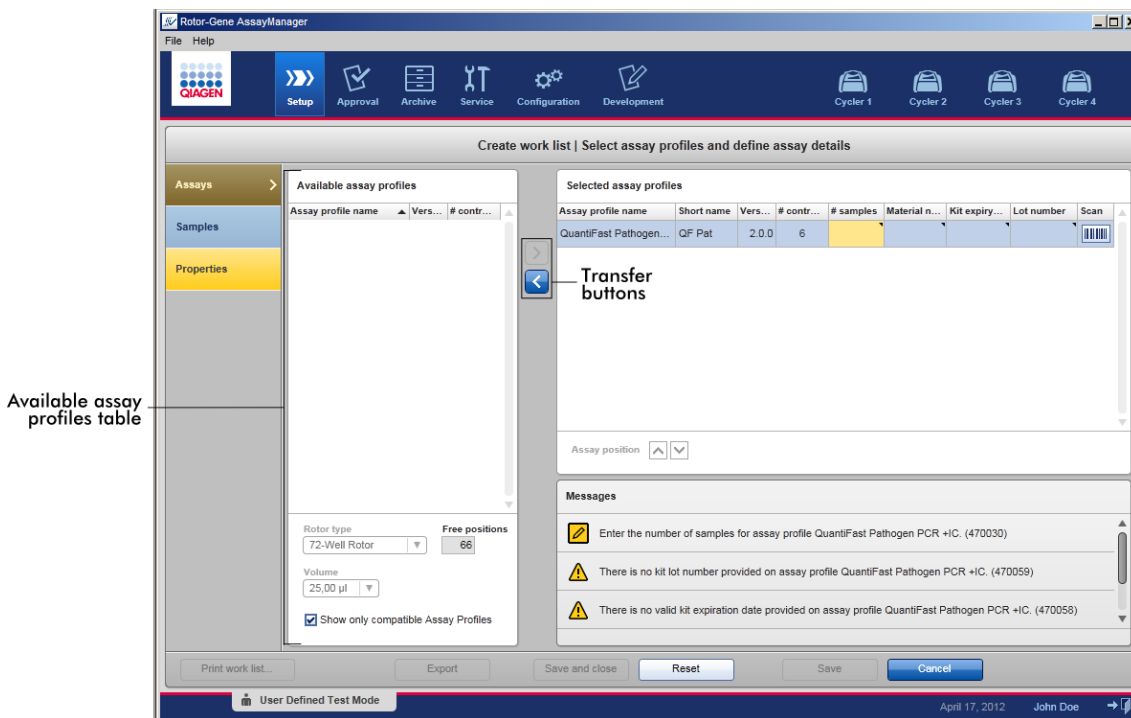 Rotor-Gene AssayManager
File Help
QIAGEN
Setup Approval Archive Service Configuration Development Cycler 1 Cycler 2 Cycler 3 Cycler 4
Create work list | Select assay profiles and define assay details
Assays
Samples
Properties
Available assay profiles
Assay profile name Vers... # contr...
Available assay
profiles table
Rotor type Free positions
72-Well Rotor 66
Volume
25,00 µl
Show only compatible Assay Profiles
Transfer
buttons
Selected assay profiles
Assay profile name Short name Vers... # contr... # samples Material n... Kit expiry... Lot number Scan
QuantiFast Pathogen... QF Pat 2.0.0 6
Assay position
Messages
Enter the number of samples for assay profile QuantiFast Pathogen PCR +IC. (470030)
There is no kit lot number provided on assay profile QuantiFast Pathogen PCR +IC. (470059)
There is no valid kit expiration date provided on assay profile QuantiFast Pathogen PCR +IC. (470058)
Print work list... Export Save and close Reset Save Cancel
User Defined Test Mode
April 17, 2012 John Doe